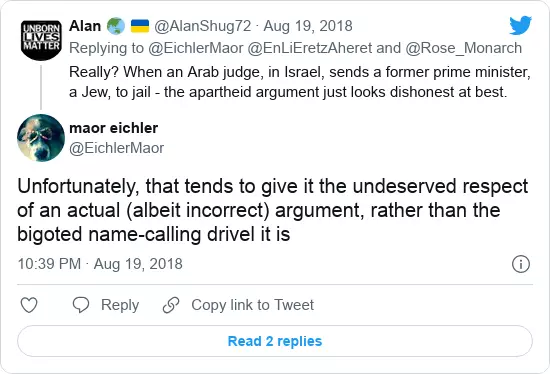 UNBORN
LIVES
MATTER
Alan @AlanShug72 · Aug 19, 2018
Replying to @EichlerMaor @EnLiEretzAheret and @Rose_Monarch
Really? When an Arab judge, in Israel, sends a former prime minister,
a Jew, to jail - the apartheid argument just looks dishonest at best.
maor eichler
@EichlerMaor
Unfortunately, that tends to give it the undeserved respect
of an actual (albeit incorrect) argument, rather than the
bigoted name-calling drivel it is
10:39 PM · Aug 19, 2018
Reply
Copy link to Tweet
Read 2 replies